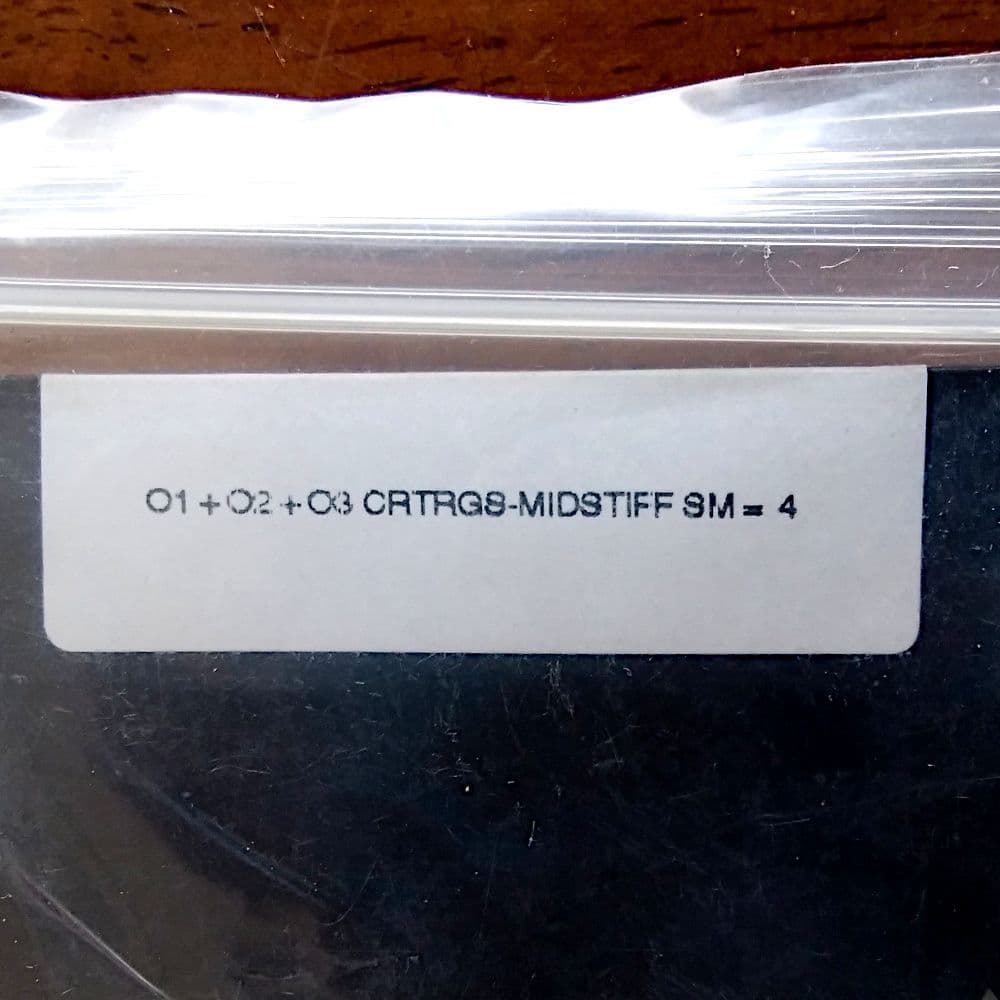 O1 + O2 + O3 CRTRGS-MIDSTIFF SM = 4